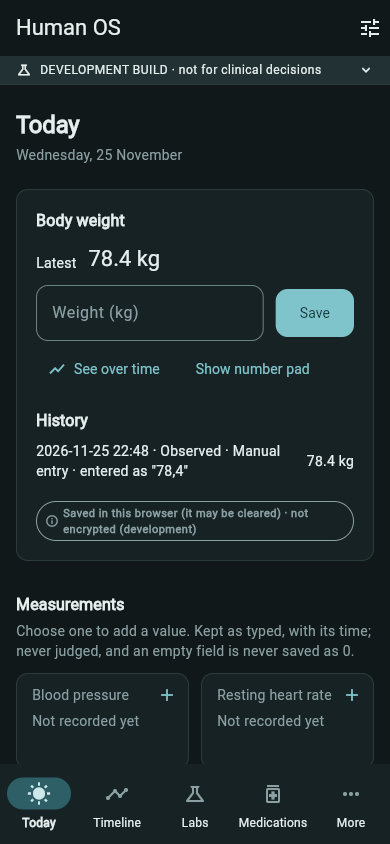 Human OS
DEVELOPMENT BUILD · not for clinical decisions
Today
Wednesday, 25 November
Body weight
Latest 78.4 kg
Weight (kg)
Save
See over time
Show number pad
History
2026-11-25 22:48 · Observed · Manual
entry · entered as "78,4"
78.4 kg
Saved in this browser (it may be cleared) · not
encrypted (development)
Measurements
Choose one to add a value. Kept as typed, with its time;
never judged, and an empty field is never saved as 0.
Blood pressure
Not recorded yet
Resting heart rate
Not recorded yet
Today
Timeline
Labs
Medications
More